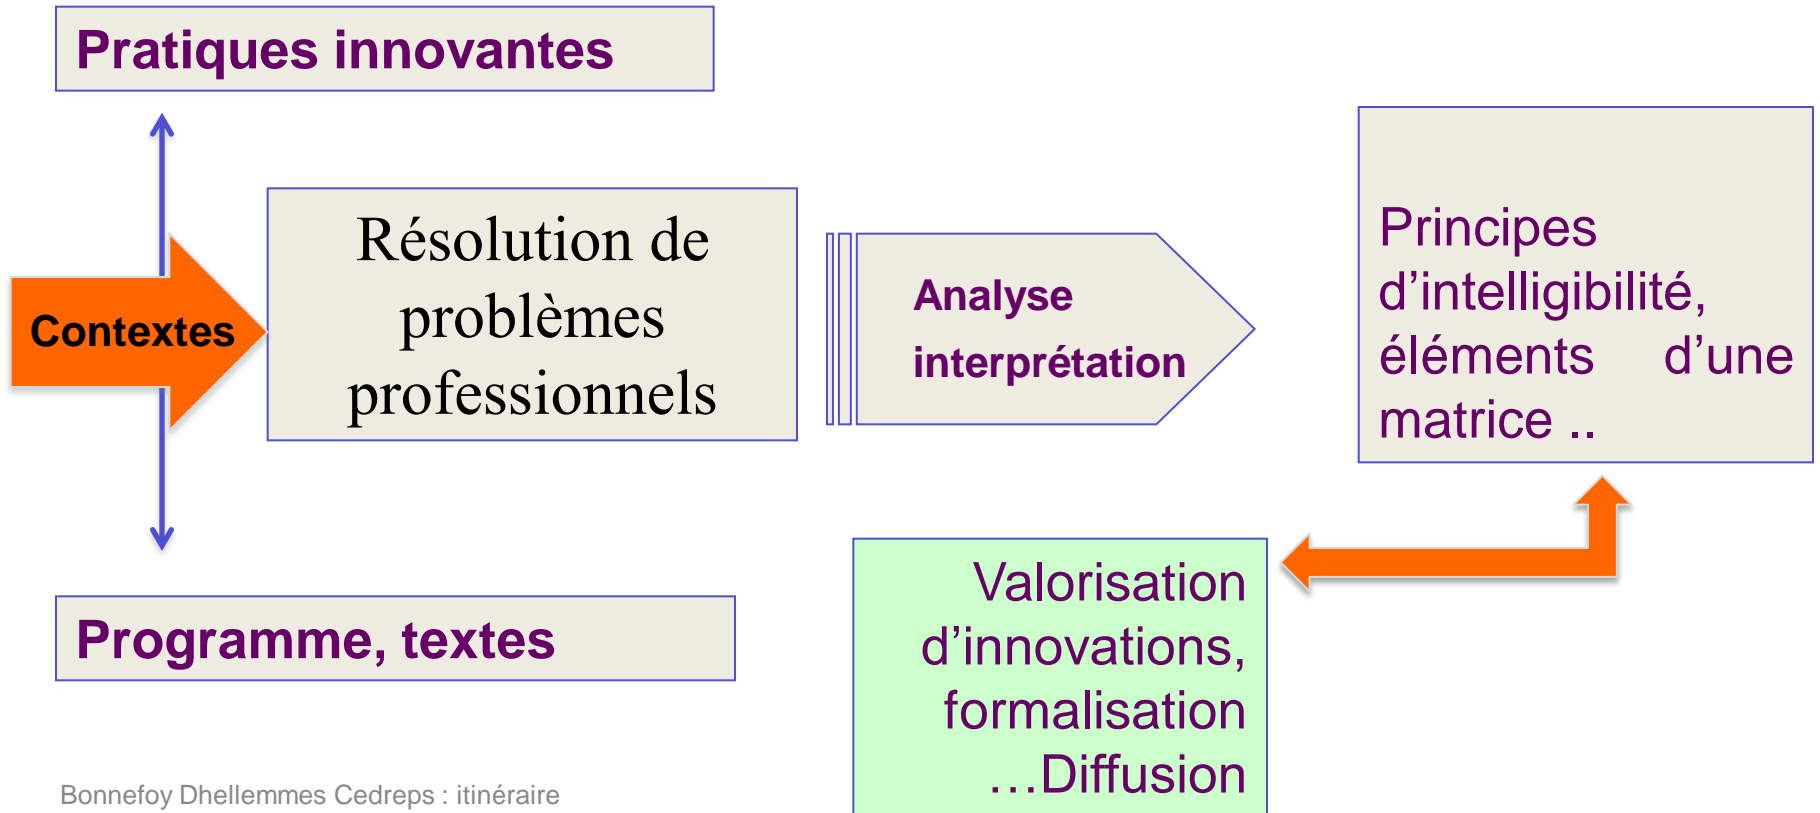 Pratiques innovantes
Contextes
Résolution de
problèmes
professionnels
Analyse
interprétation
Principes
d’intelligibilité,
éléments d’une
matrice ..
Programme, textes
Valorisation
d’innovations,
formalisation
…Diffusion
Bonnefoy Dhellemmes Cedreps : itinéraire